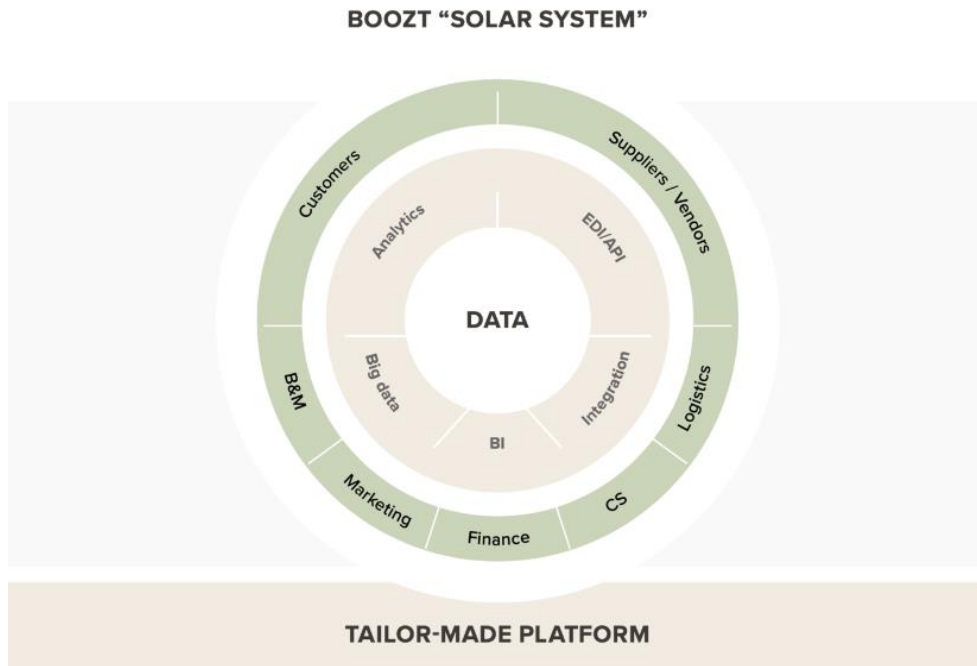 BOOZT “SOLAR SYSTEM”
Customers
Suppliers / Vendors
Analytics
EDI/API
DATA
B&M
Big data
Integration
Logistics
BI
Marketing
CS
Finance
TAILOR-MADE PLATFORM